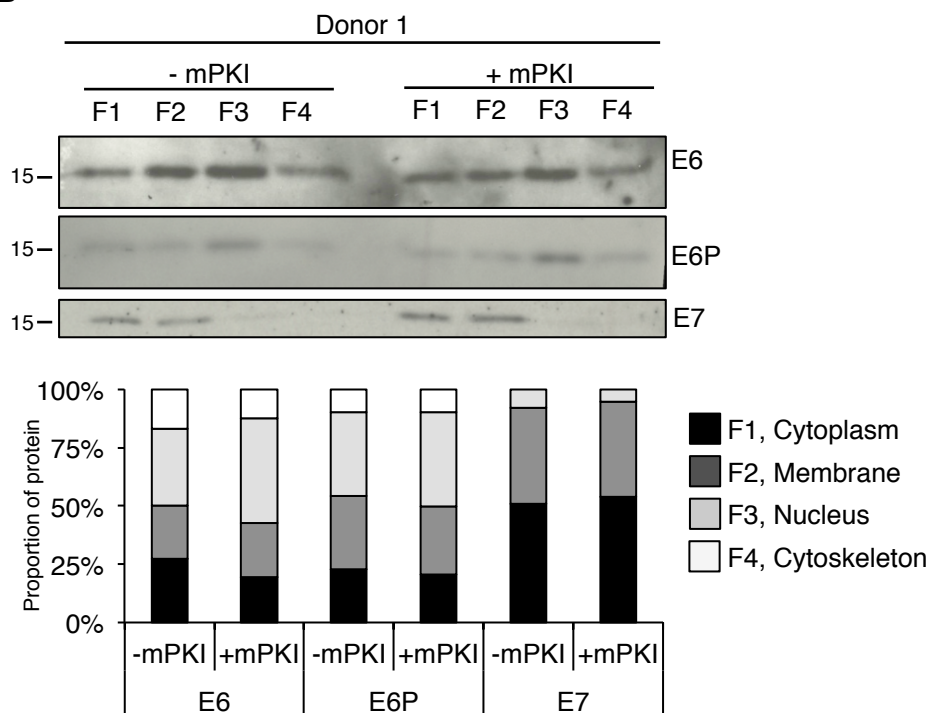 Donor 1
- mPKI + mPKI
F1 F2 F3 F4 F1 F2 F3 F4
15 E6
15 E6P
15 E7
100%
75%
50%
25%
0%
Proportion of protein
F1, Cytoplasm
F2, Membrane
F3, Nucleus
F4, Cytoskeleton
-mPKI +mPKI -mPKI +mPKI -mPKI +mPKI
E6 E6P E7